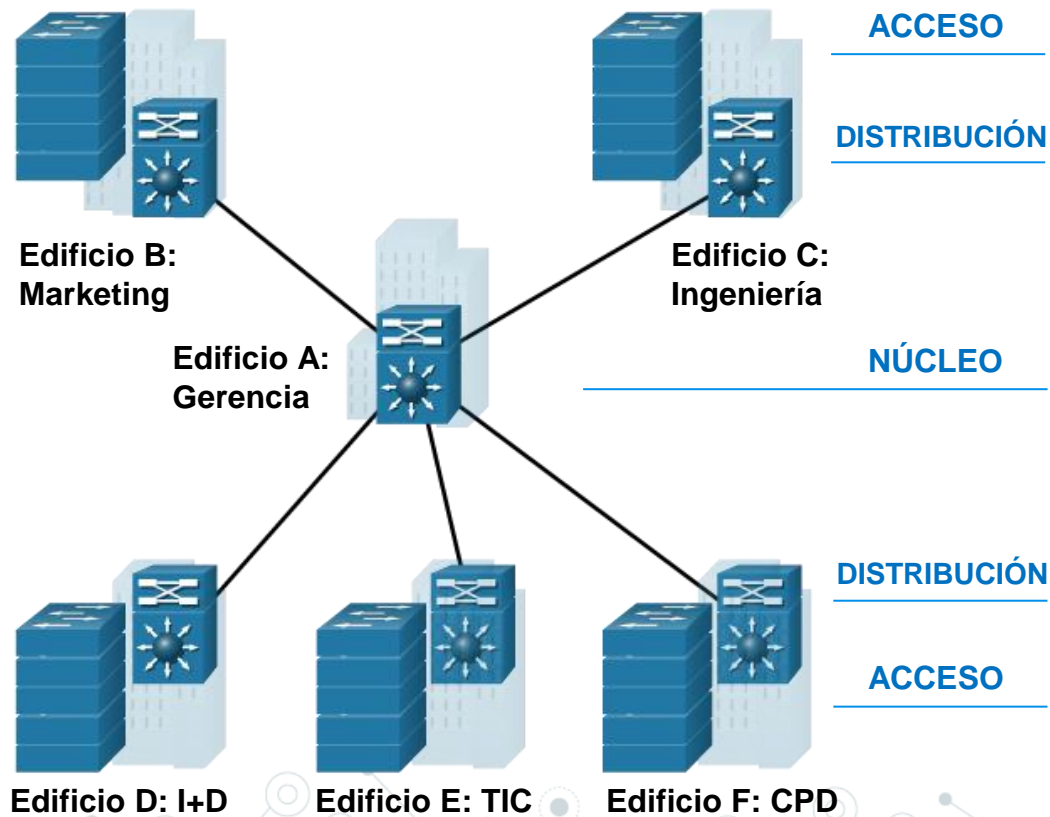 ACCESO
DISTRIBUCIÓN
Edificio B:
Marketing
Edificio C:
Ingeniería
Edificio A:
Gerencia
NÚCLEO
DISTRIBUCIÓN
ACCESO
Edificio D: I+D
Edificio E: TIC
Edificio F: CPD